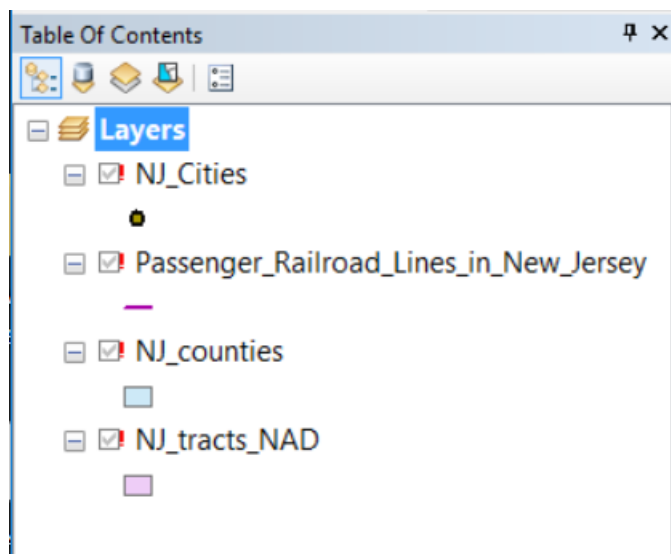 Table Of Contents
Layers
NJ_Cities
Passenger_Railroad_Lines_in_New_Jersey
NJ_counties
NJ_tracts_NAD